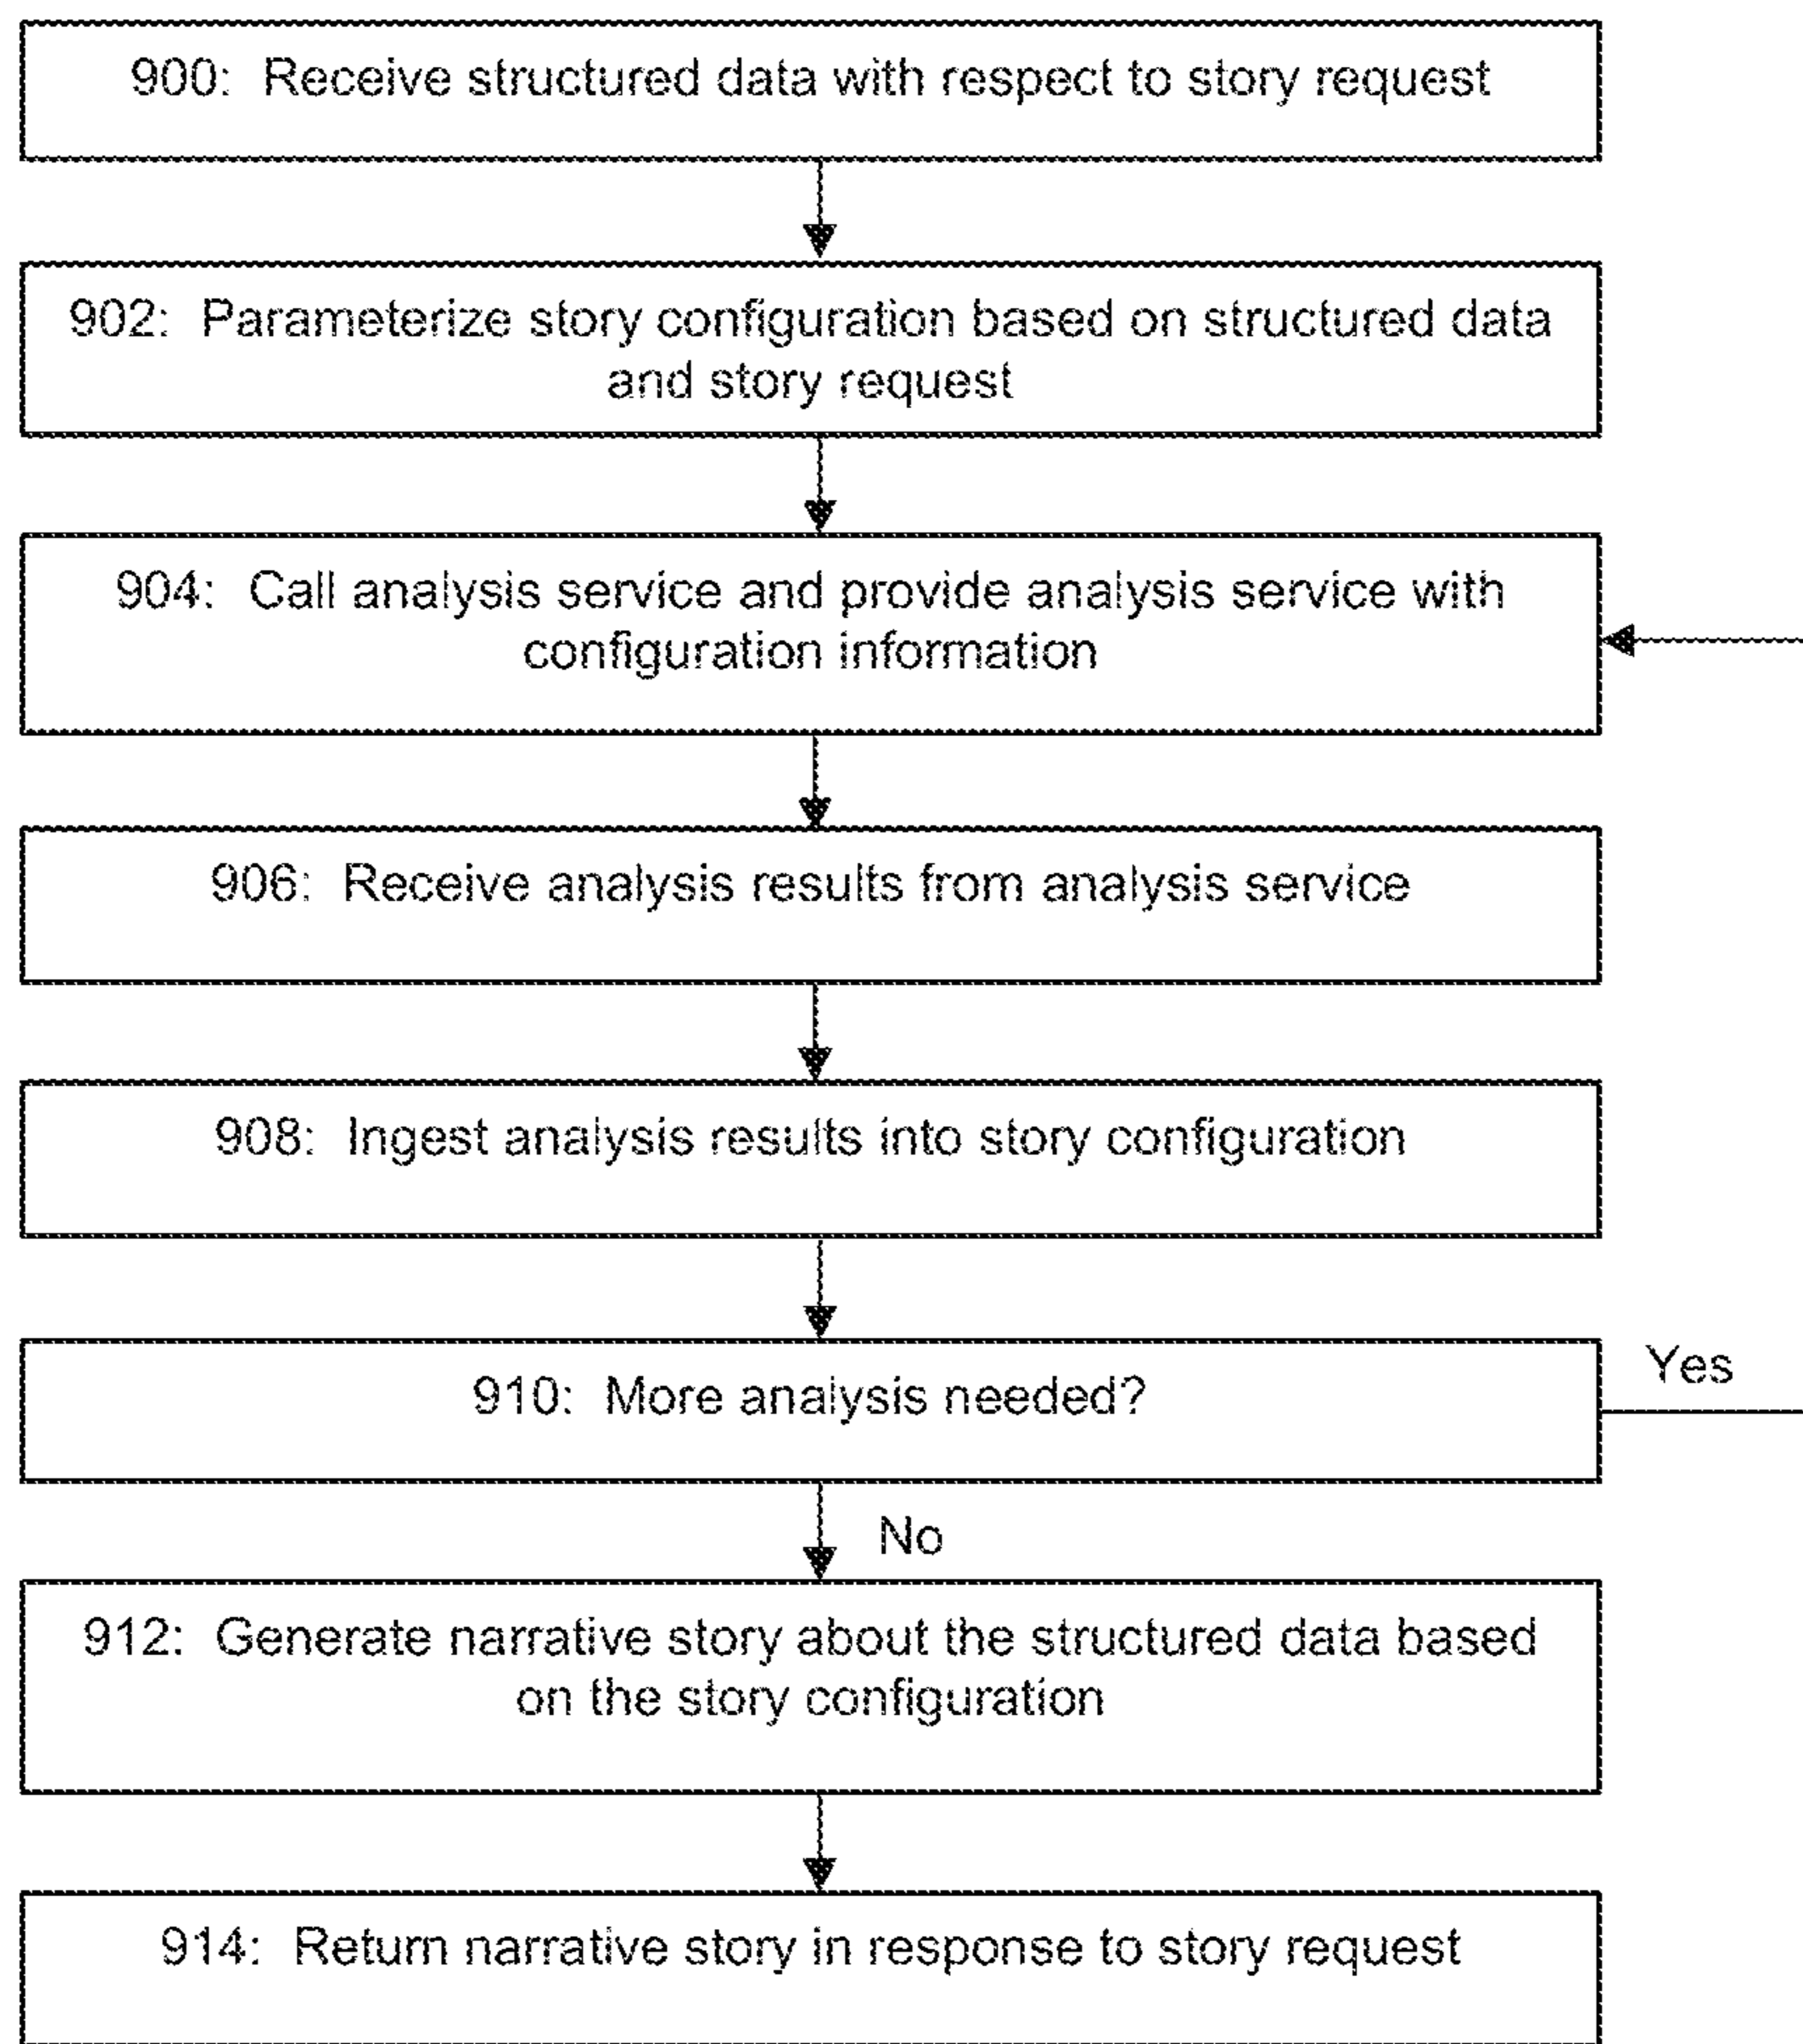 900: Receive structured data with respect to story request
902: Parameterize story configuration based on structured data
and story request
904: Call analysis service and provide analysis service with
configuration information
906: Receive analysis results from analysis service
908: Ingest analysis results into story configuration
910: More analysis needed?
Yes
No
912: Generate narrative story about the structured data based
on the story configuration
914: Return narrative story in response to story request